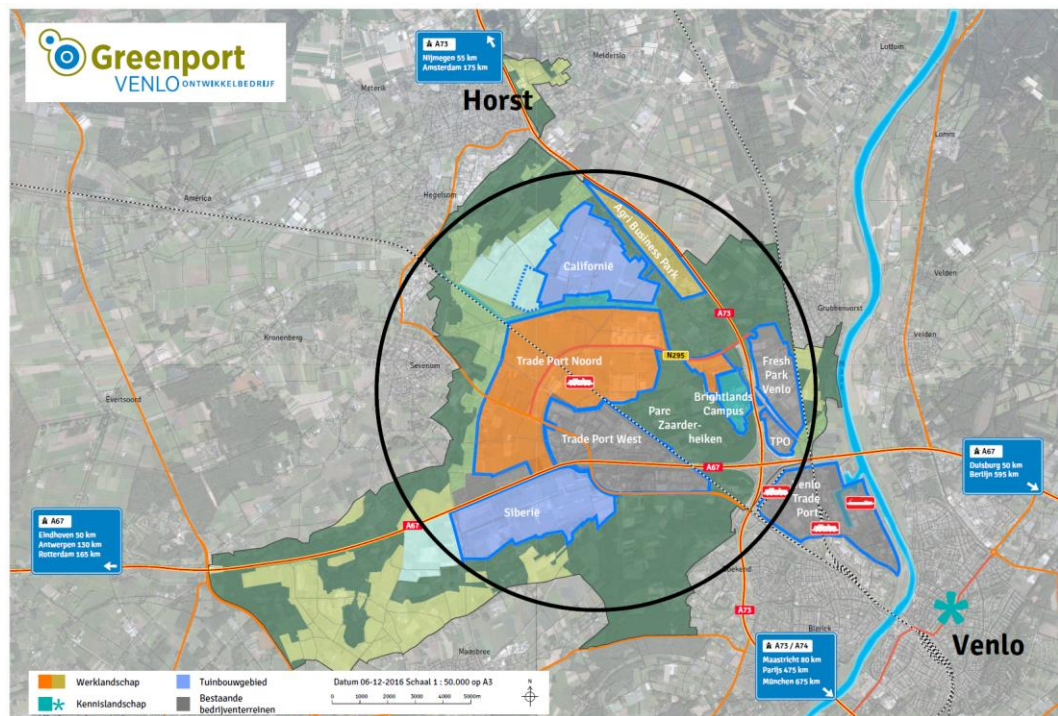 Greenport
VENLO ONTWIKKELBEDRIJF
A73
Nijmegen 55 km
Amsterdam 175 km
Melderslo
Lottum
Meterik
Horst
Lomm
America
Hegelsom
Agri Business Park
Californië
Velden
Grubbenvorst
A73
Kronenberg
Velden
N295
Trade Port Noord
Fresh
Park
Venlo
Sevenum
Brightlands
Campus
Evertsoord
Parc
Zaarder-
heiken
Trade Port West
TPO
A67
Duisburg 50 km
Berlijn 595 km
A67
Venlo
Trade
Port
Siberië
A67
A67
Eindhoven 50 km
Antwerpen 130 km
Rotterdam 165 km
A73
Blerick
Maasbree
Venlo
A73 / A74
Maastricht 80 km
Parijs 475 km
München 675 km
Werklandschap
Tuinbouwgebied
Kennislandschap
Bestaande
bedrijventerreinen
Datum 06-12-2016 Schaal 1 : 50.000 op A3
0 1000 2000 3000 4000 5000m
N